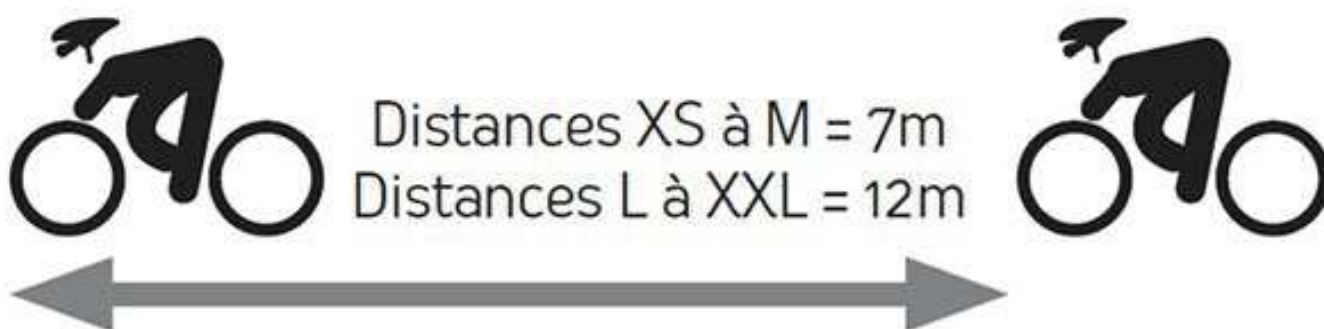 Distances XS à M = 7m
Distances L à XXL = 12m